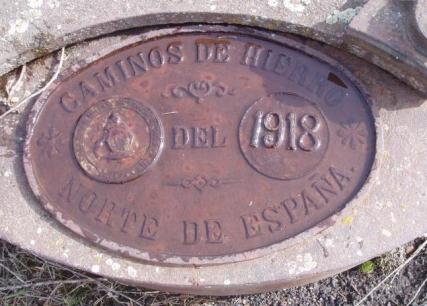 CAMINOS DE HIERRO
DEL
1918
NORTE DE ESPAÑA.